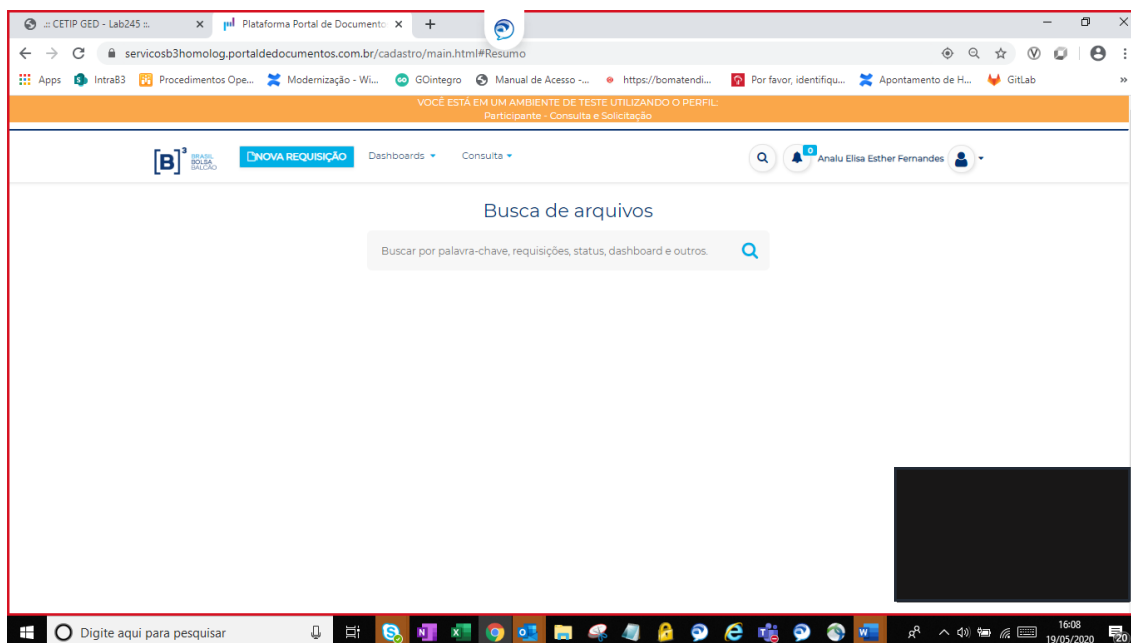 .:: CETIP GED - Lab245 ::.
Plataforma Portal de Documento
servicosb3homolog.portaldedocumentos.com.br/cadastro/main.html#Resumo
Apps IntraB3 Procedimentos Ope... Modernização - Wi... GOintegro Manual de Acesso -... https://bomatendi... Por favor, identifiqu... Apontamento de H... GitLab »
VOCÊ ESTÁ EM UM AMBIENTE DE TESTE UTILIZANDO O PERFIL:
Participante - Consulta e Solicitação
[B]³ BRASIL BOLSA BALCÃO
NOVA REQUISIÇÃO Dashboards Consulta 0 Analu Elisa Esther Fernandes
Busca de arquivos
Buscar por palavra-chave, requisições, status, dashboard e outros.
Digite aqui para pesquisar
16:08
19/05/2020
20